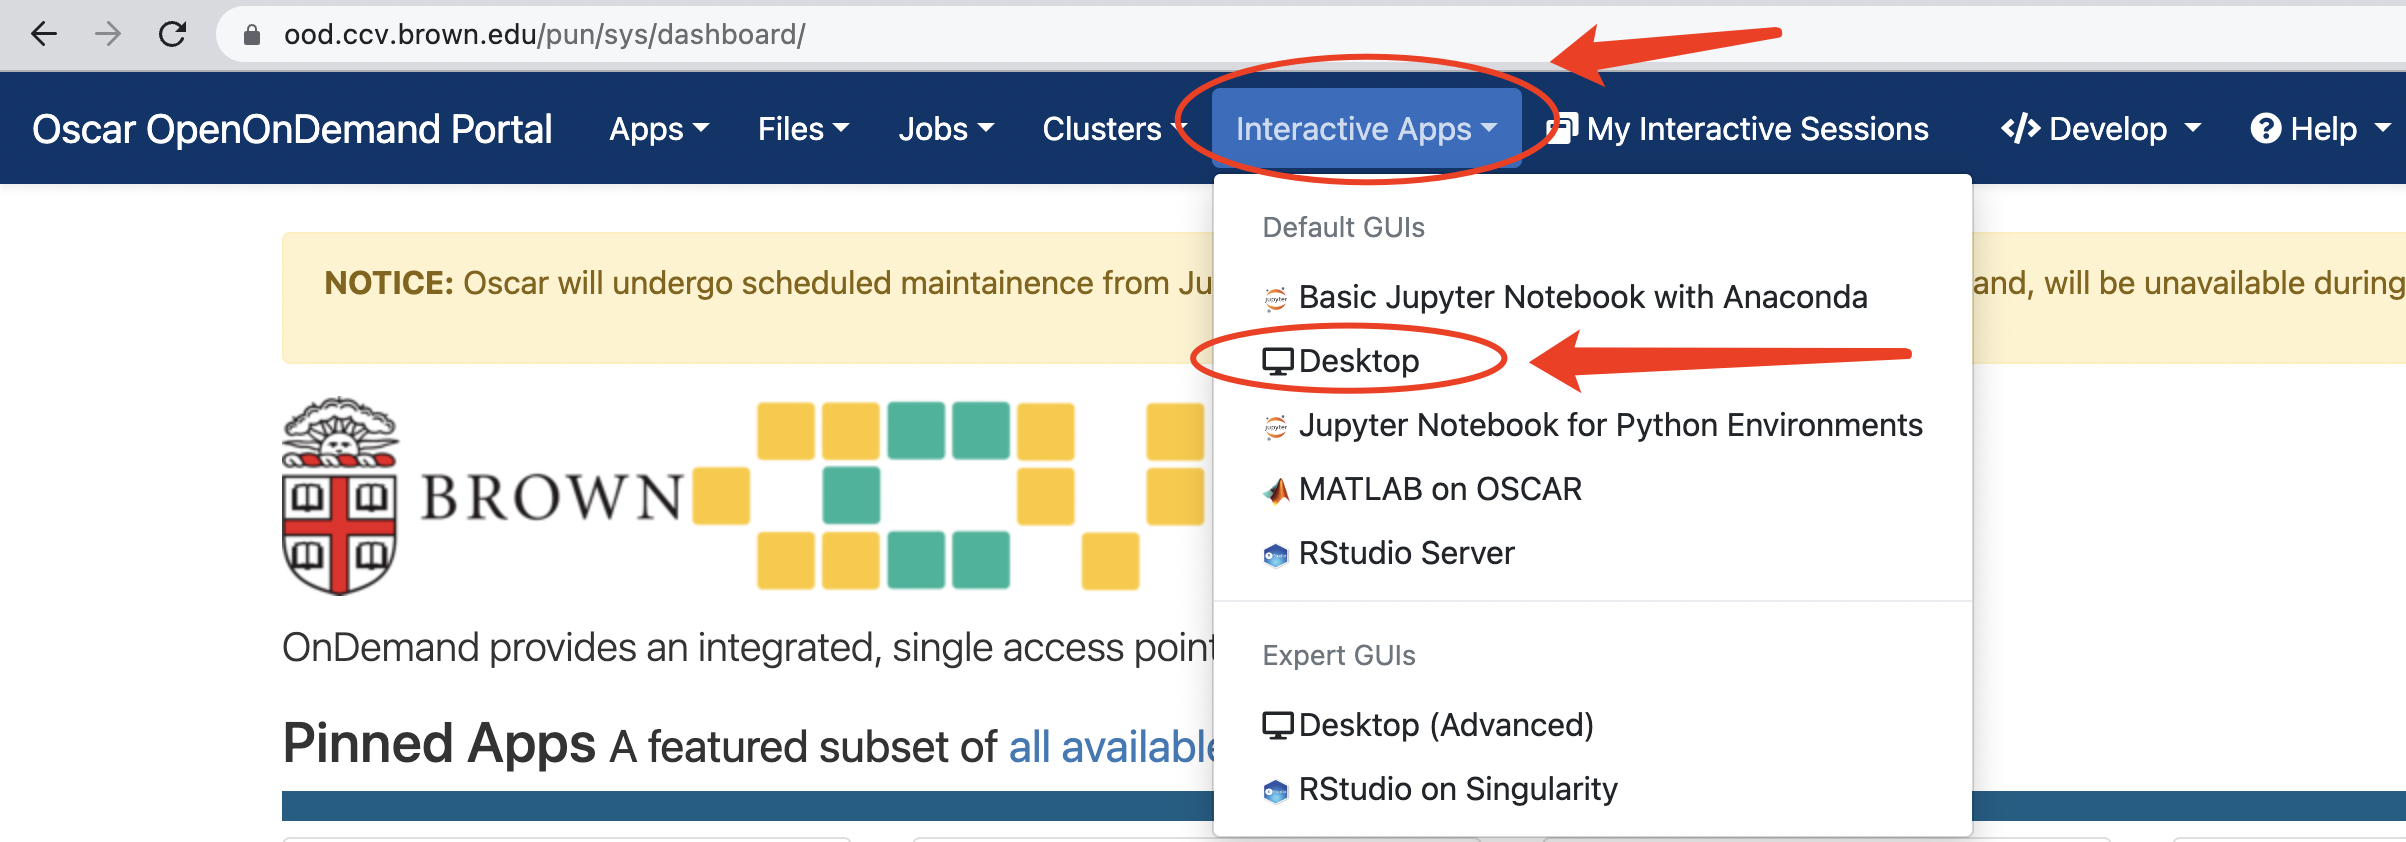 ood.ccv.brown.edu/pun/sys/dashboard/
Oscar OpenOnDemand Portal Apps Files Jobs Clusters Interactive Apps My Interactive Sessions Develop Help
Default GUIs
NOTICE: Oscar will undergo scheduled maintainence from Ju and, will be unavailable during
Basic Jupyter Notebook with Anaconda
Desktop
Jupyter Notebook for Python Environments
MATLAB on OSCAR
RStudio Server
BROWN
OnDemand provides an integrated, single access point
Expert GUIs
Desktop (Advanced)
RStudio on Singularity
Pinned Apps A featured subset of all available